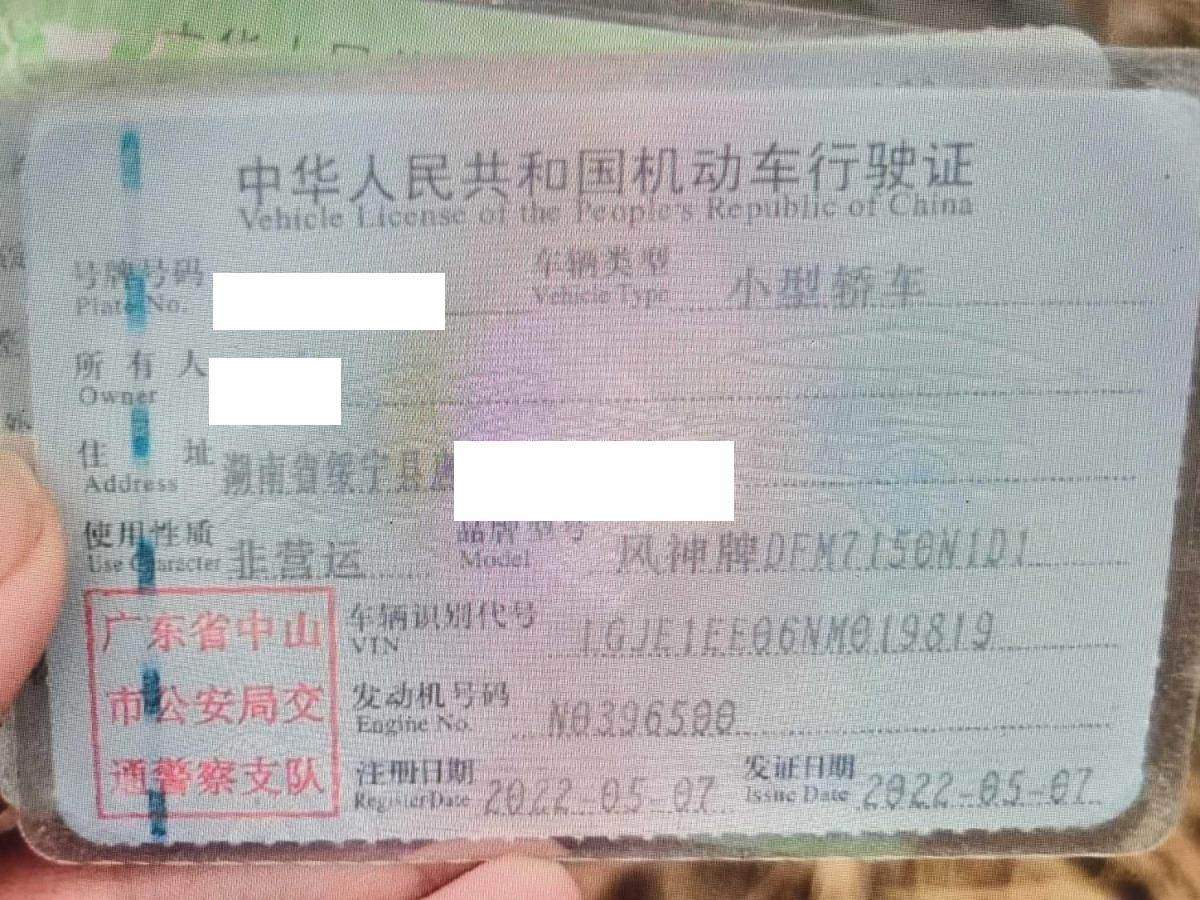 中华人民共和国机动车行驶证
Vehicle License of the People's Republic of China
号牌号码 车辆类型 小型轿车
Plate No. Vehicle Type
所有人
Owner
住址 湖南省绥宁县
Address
使用性质 非营运 品牌型号 风神牌DFM7150N1D1
Use Character Model
广东省中山
市公安局交
通警察支队
车辆识别代号 LGJE1EE06NM019819
VIN
发动机号码 N0396500
Engine No.
注册日期 2022-05-07 发证日期 2022-05-07
Register Date Issue Date